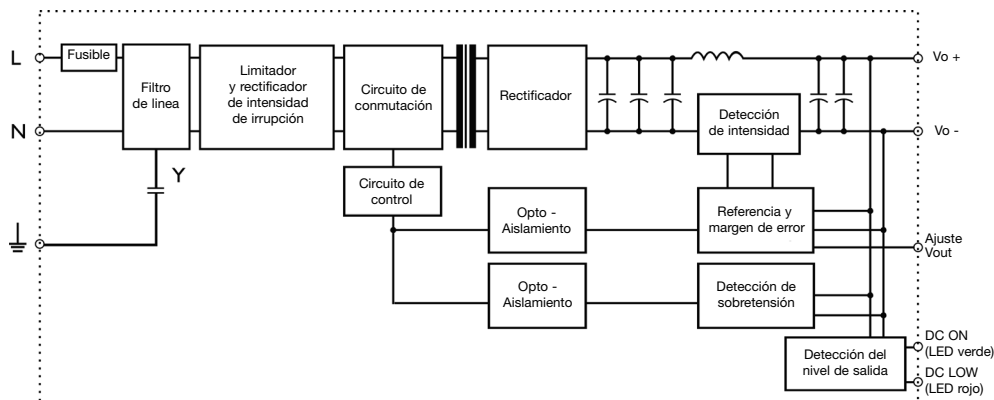 L
Fusible
Filtro
de linea
Limitador
y rectificador
de intensidad
de irrupción
Circuito de
conmutación
Rectificador
Vo +
N
Detección
de intensidad
Vo -
Y
Circuito de
control
Opto -
Aislamiento
Referencia y
margen de error
Ajuste
Vout
Opto -
Aislamiento
Detección de
sobretensión
Detección del
nivel de salida
DC ON
(LED verde)
DC LOW
(LED rojo)